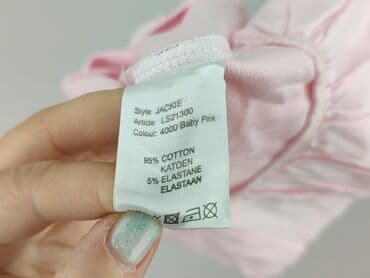 Style: JACKIE
Article: LS21300
Colour: 4000 Baby Pink
95% COTTON
KATOEN
5% ELASTANE
ELASTAAN